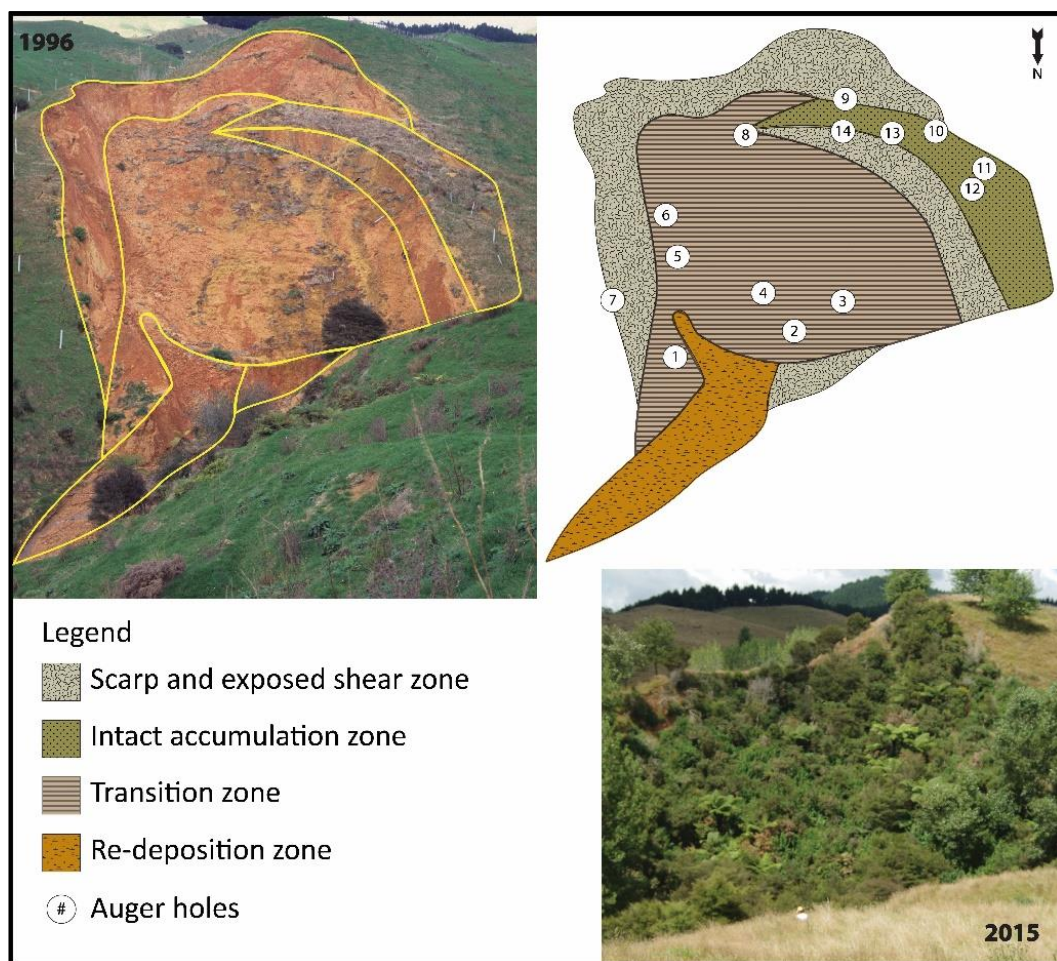 1996
N
9
8
14
13
10
11
12
6
5
7
4
3
2
1
Legend
Scarp and exposed shear zone
Intact accumulation zone
Transition zone
Re-deposition zone
# Auger holes
2015